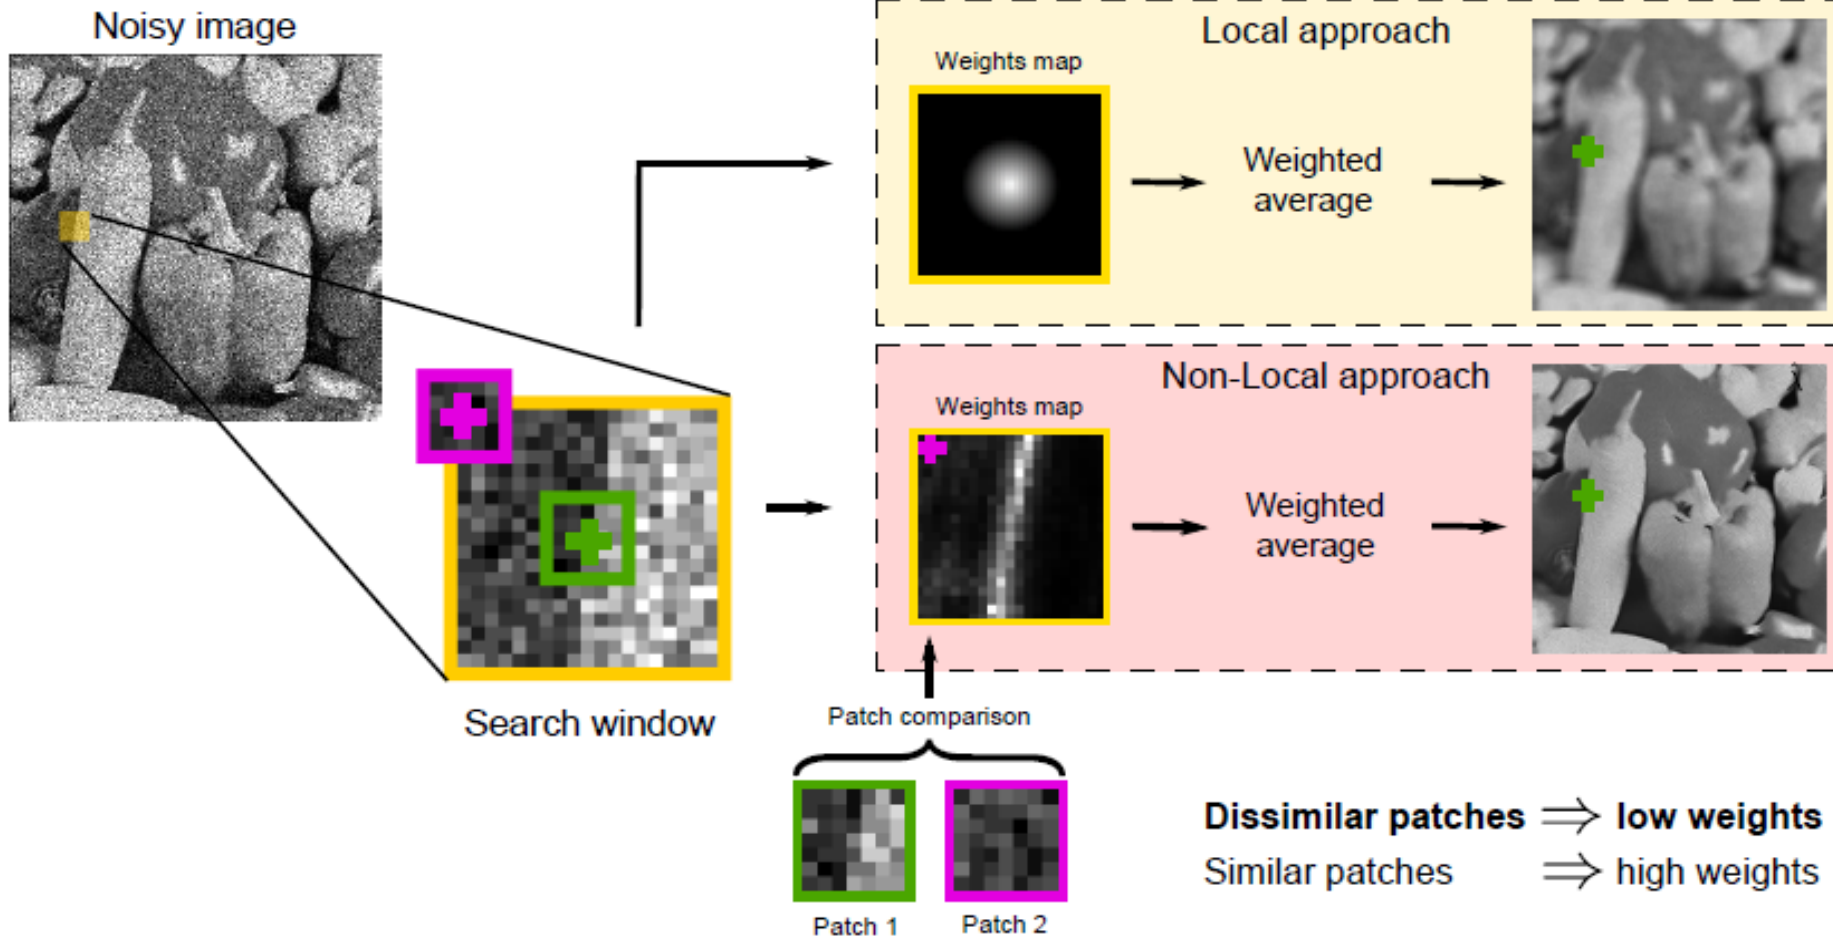 Noisy image
Local approach
Weights map
Weighted
average
Non-Local approach
Weights map
Weighted
average
Search window
Patch comparison
Patch 1
Patch 2
Dissimilar patches ⇒ low weights
Similar patches ⇒ high weights